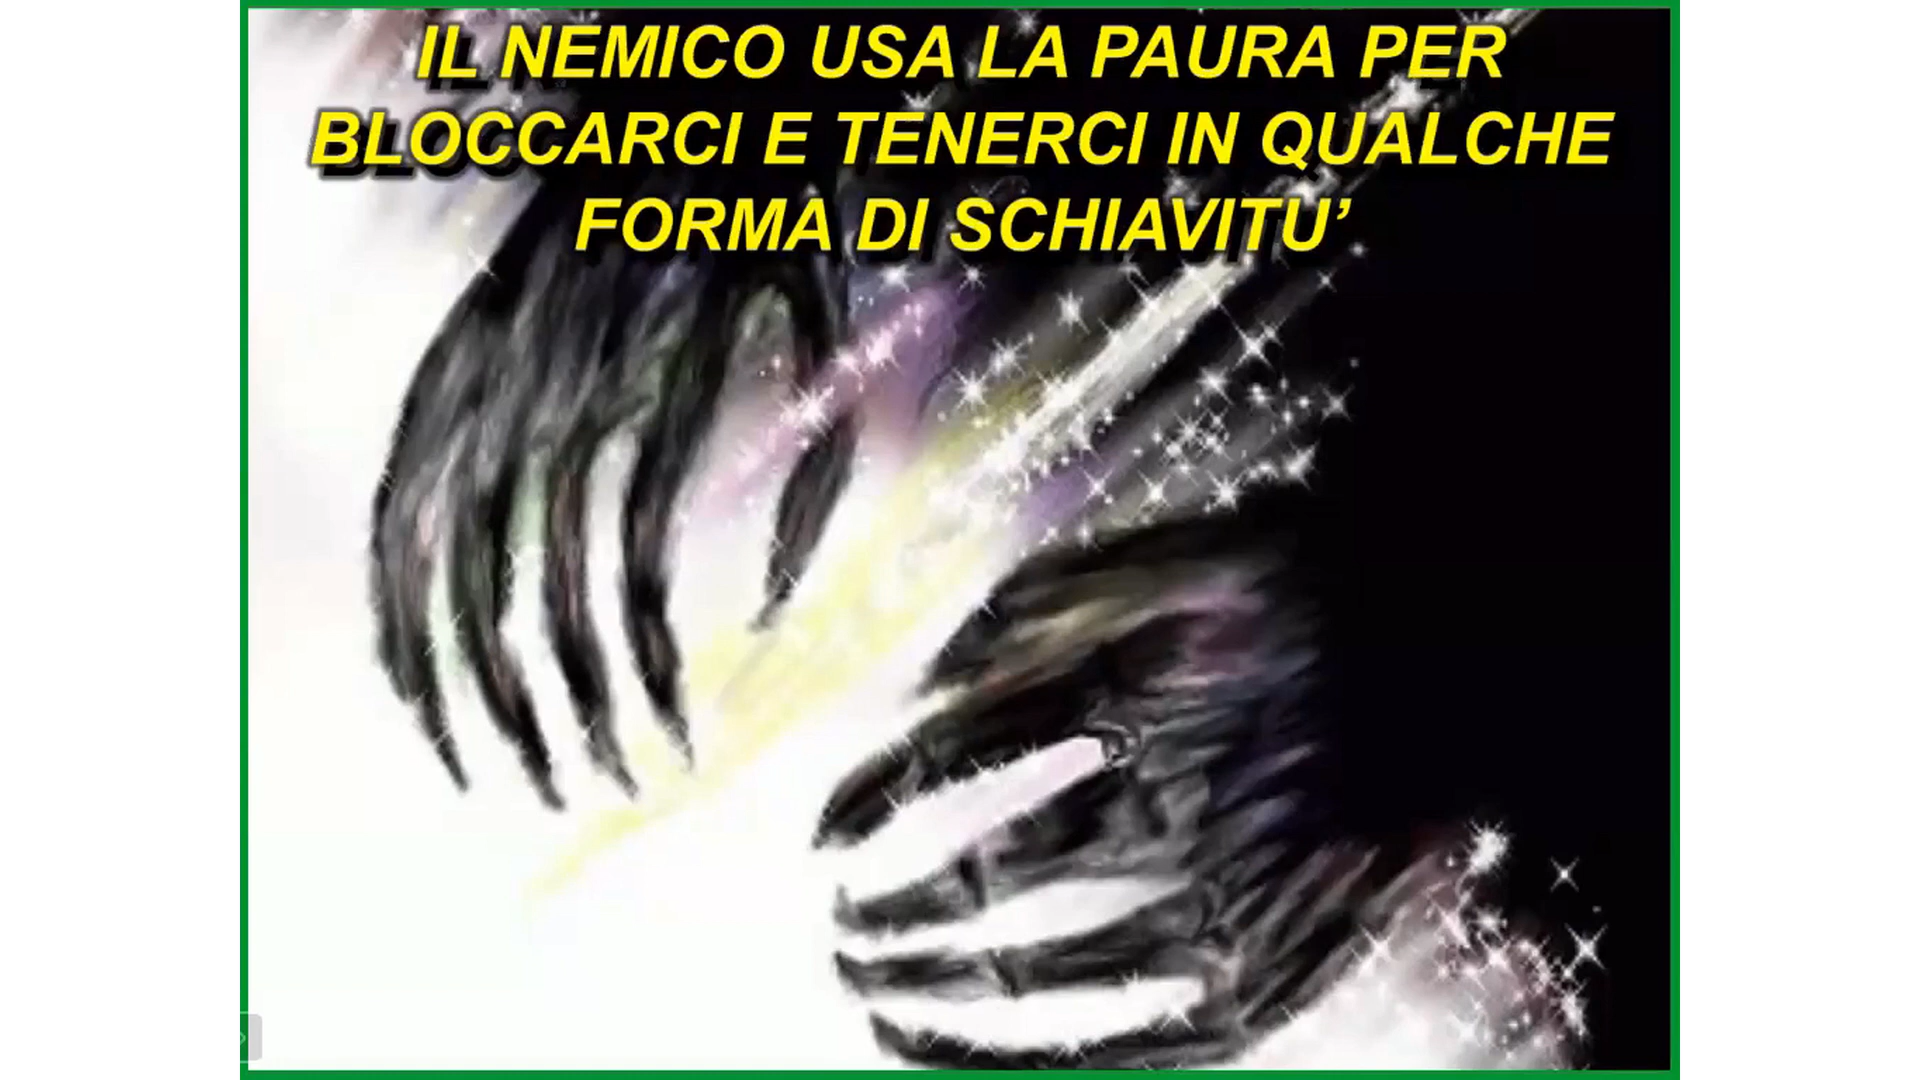 IL NEMICO USA LA PAURA PER
BLOCCARCI E TENERCI IN QUALCHE
FORMA DI SCHIAVITU’